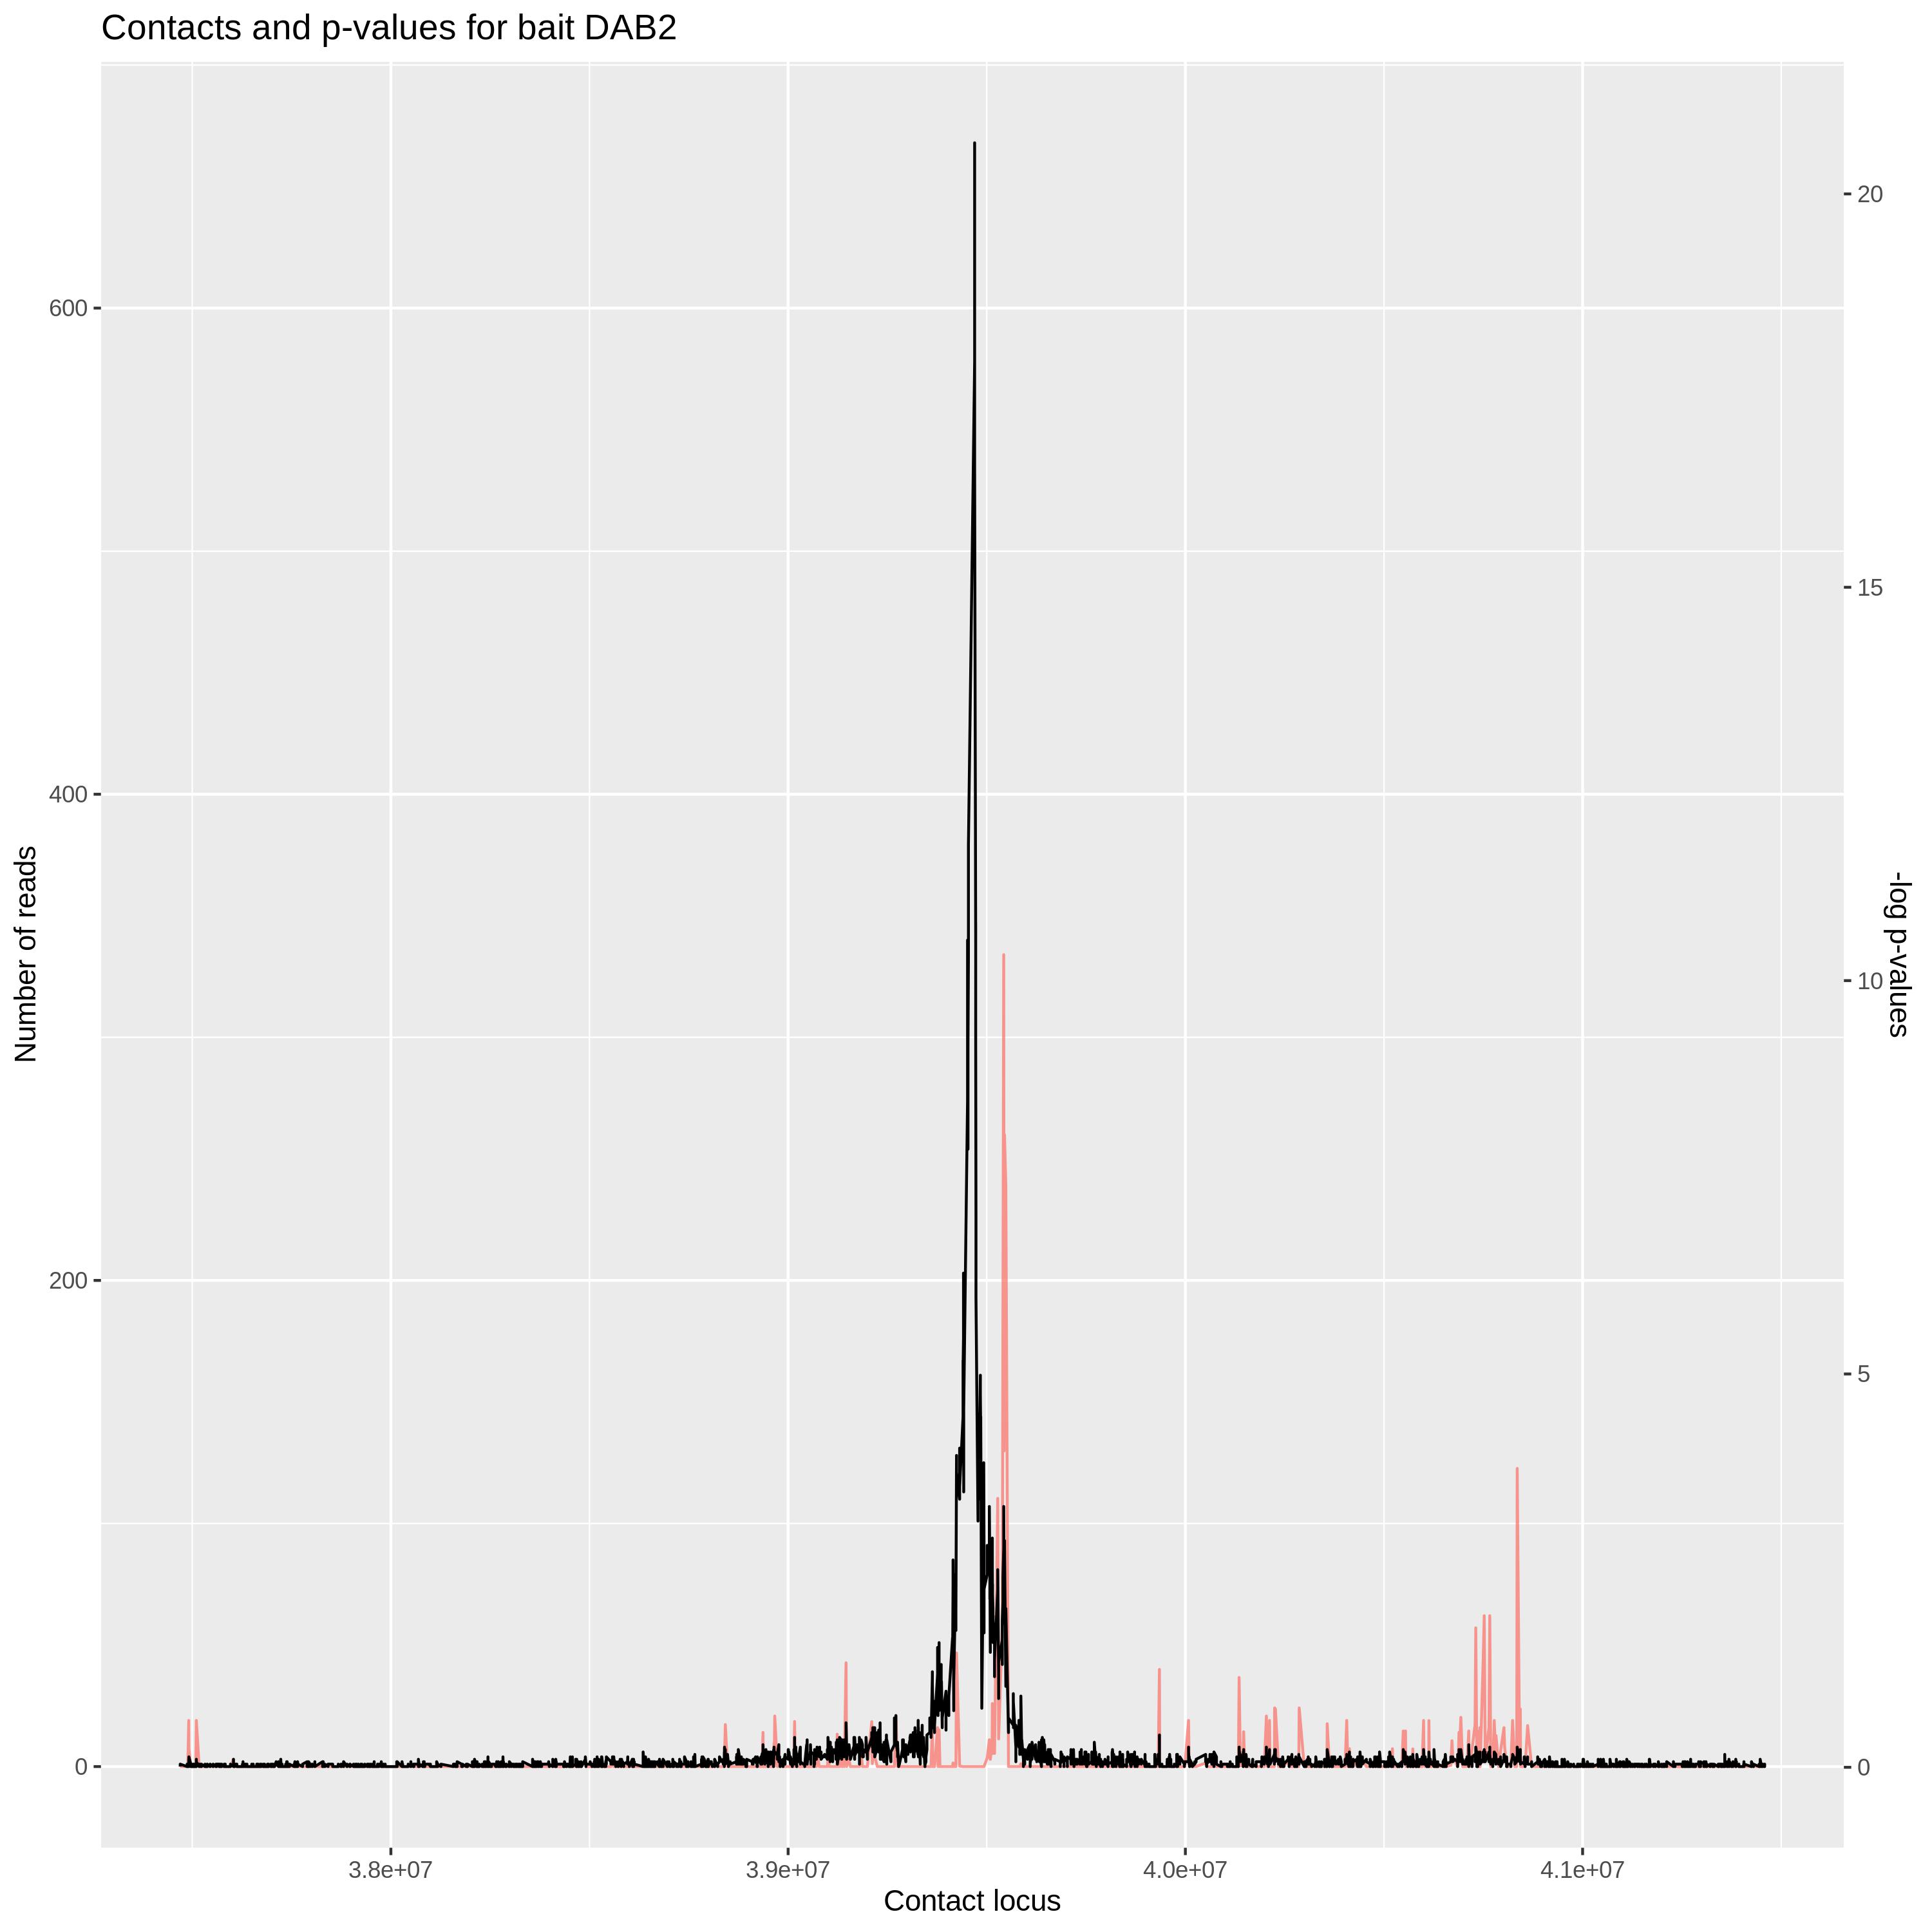 Contacts and p-values for bait DAB2
Number of reads
600
400
200
0
20
15
10
5
0
-log p-values
3.8e+07
3.9e+07
4.0e+07
4.1e+07
Contact locus